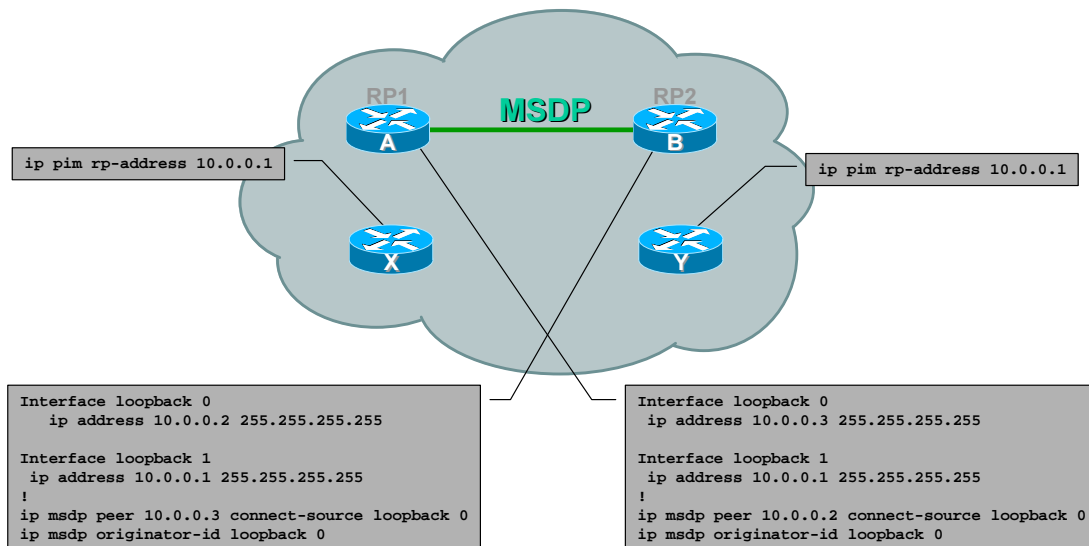 RP1
MSDP
RP2
A
B
ip pim rp-address 10.0.0.1
ip pim rp-address 10.0.0.1
X
Y
Interface loopback 0
ip address 10.0.0.2 255.255.255.255
Interface loopback 1
ip address 10.0.0.1 255.255.255.255
!
ip msdp peer 10.0.0.3 connect-source loopback 0
ip msdp originator-id loopback 0
Interface loopback 0
ip address 10.0.0.3 255.255.255.255
Interface loopback 1
ip address 10.0.0.1 255.255.255.255
!
ip msdp peer 10.0.0.2 connect-source loopback 0
ip msdp originator-id loopback 0